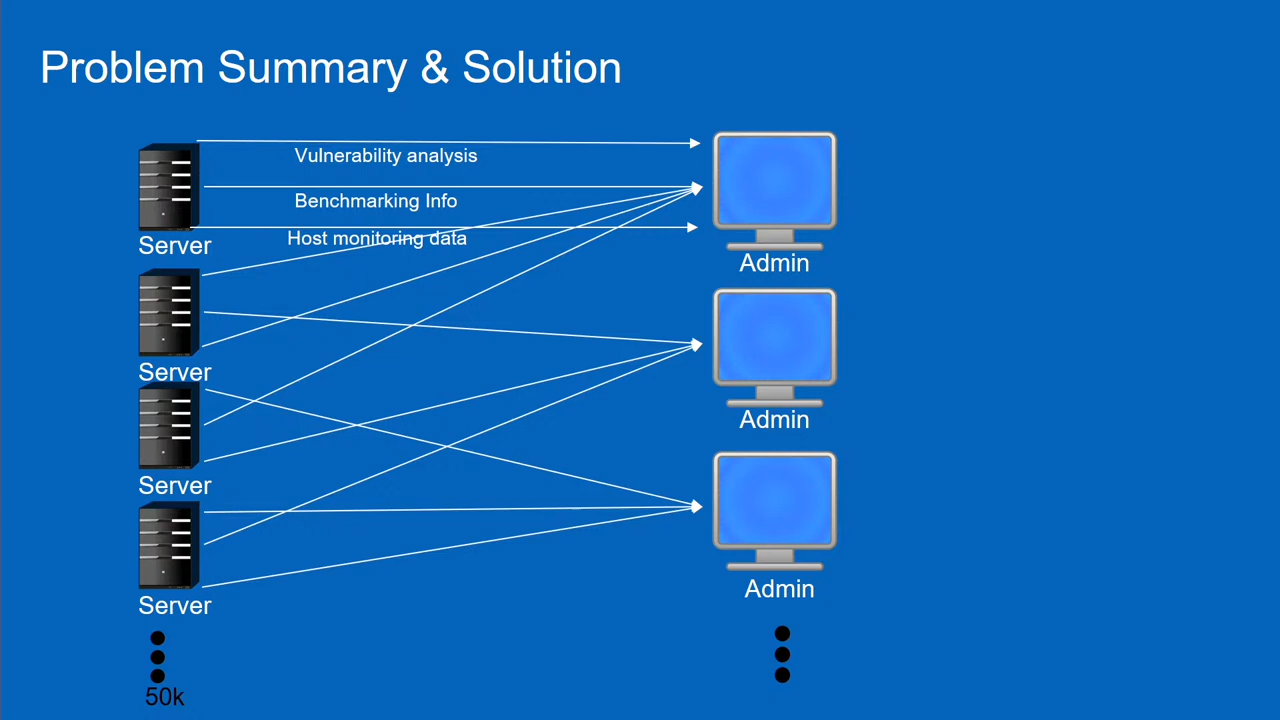 Problem Summary & Solution
Vulnerability analysis
Benchmarking Info
Host monitoring data
Server
Admin
Server
Admin
Server
Admin
Server
50k